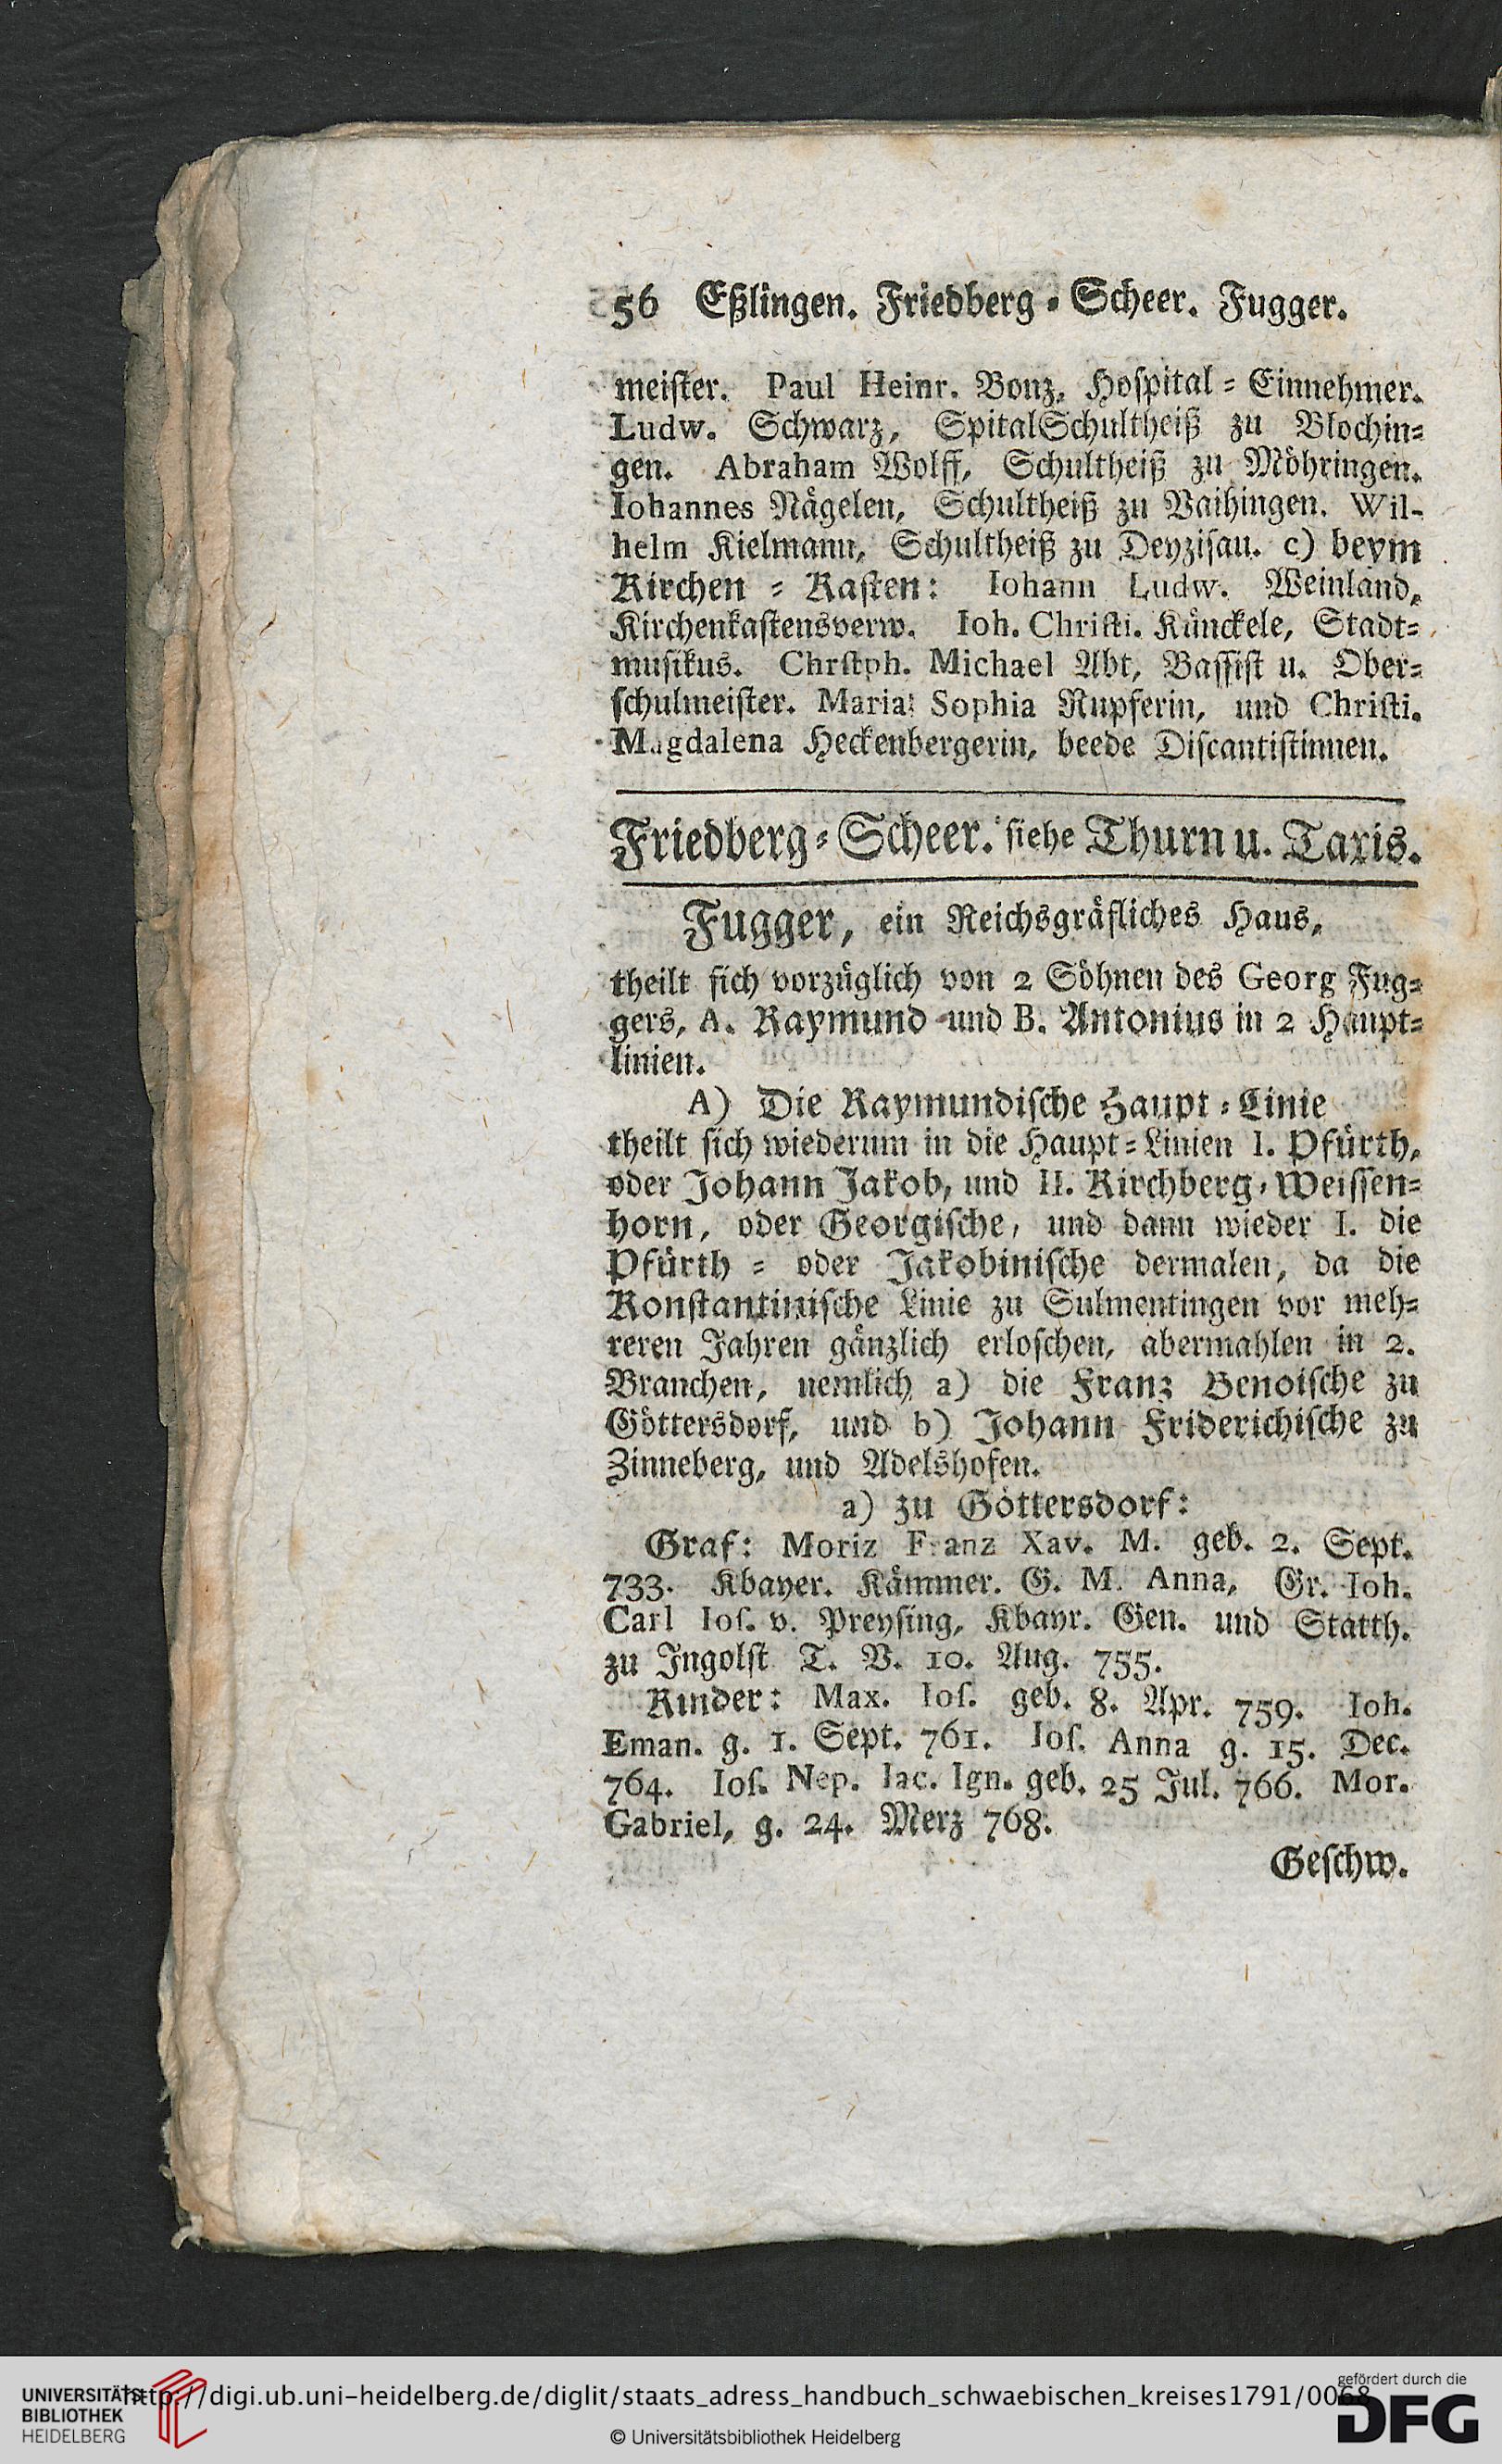 56 Eßlingen. Friedberg-Scheer. Fugger.
meister. Paul Heinr. Bonz, Hospital-Einnehmer.
Ludw. Schwarz, SpitalSchultheiß zu Blochin-
gen. Abraham Wolff, Schultheiß zu Möhringen.
Iohannes Nägelen, Schultheiß zu Vaihingen. Wil-
helm Kielmann, Schultheiß zu Deyzisau. c) beym
Kirchen-Kasten: Iohann Ludw. Weinland,
Kirchenkastensverw. Ioh. Christi. Künckele, Stadt-
musikus. Chrstph. Michael Abt, Bassist u. Ober-
schulmeister. Maria Sophia Rupferin, und Christi.
Magdalena Heckenbergerin, beede Discantistinnen.
Friedberg-Scheer. siehe Thurn u. Taxis.
Fugger, ein Reichsgräfliches Haus,
theilt sich vorzüglich von 2 Söhnen des Georg Fug-
gers, A. Raymund und B. Antonius in 2 Haupt-
linien.
A) Die Raymundische Haupt-Linie
theilt sich wiederum in die Haupt-Linien I. Pfürth,
oder Johann Jakob, und II. Kirchberg-Weissen-
horn, oder Georgische, und dann wieder I. die
Pfürth- oder Jakobinische dermalen, da die
Konstantinische Linie zu Sulmentingen vor meh-
reren Jahren gänzlich erloschen, abermahlen in 2.
Branchen, nemlich a) die Franz Benoische zu
Göttersdorf, und b) Johann Friderichische zu
Zinneberg, und Adelshofen.
a) zu Göttersdorf:
Graf: Moriz Franz Xav. M. geb. 2. Sept.
733. Kbayer. Kämmer. G. M. Anna, Gr. Ioh.
Carl Ios. v. Preysing, Kbayr. Gen. und Statth.
zu Ingolst T. V. 10. Aug. 755.
Kinder: Max. Ios. geb. 8. Apr. 759. Ioh.
Eman. g. 1. Sept. 761. Ios. Anna g. 15. Dec.
764. Ios. Nep. Iac. Ign. geb. 25 Jul. 766. Mor.
Gabriel, g. 24. Merz 768.
Geschw.
UNIVERSITÄTS-
BIBLIOTHEK
HEIDELBERG
http://digi.ub.uni-heidelberg.de/diglit/staats_adress_handbuch_schwaebischen_kreises1791/0068
© Universitätsbibliothek Heidelberg
gefördert durch die
DFG